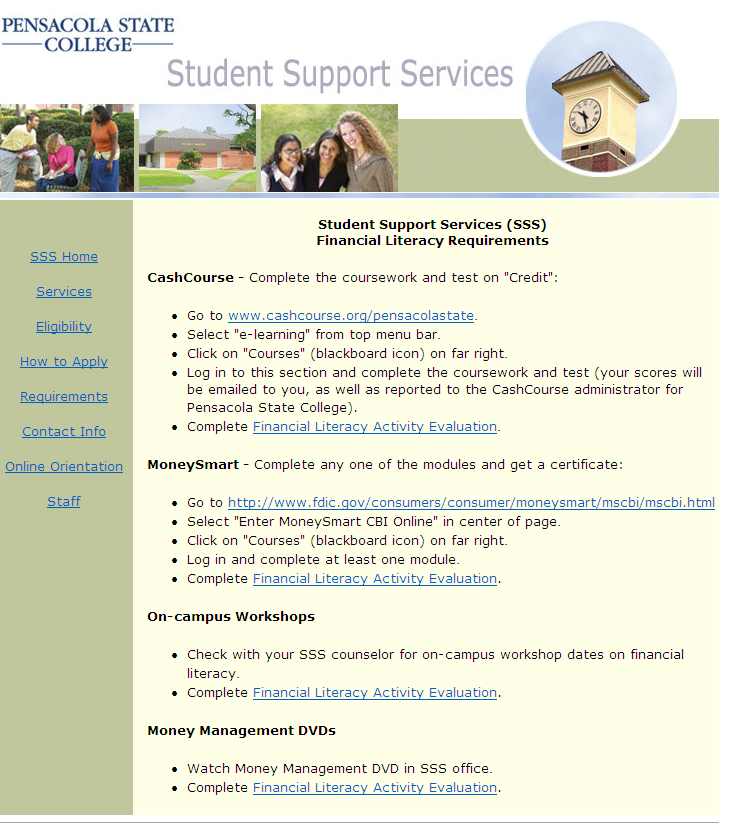 PENSACOLA STATE
COLLEGE
Student Support Services
SSS Home
Services
Eligibility
How to Apply
Requirements
Contact Info
Online Orientation
Staff
Student Support Services (SSS)
Financial Literacy Requirements
CashCourse - Complete the coursework and test on "Credit":
• Go to www.cashcourse.org/pensacolastate.
• Select "e-learning" from top menu bar.
• Click on "Courses" (blackboard icon) on far right.
• Log in to this section and complete the coursework and test (your scores will
be emailed to you, as well as reported to the CashCourse administrator for
Pensacola State College).
• Complete Financial Literacy Activity Evaluation.
MoneySmart - Complete any one of the modules and get a certificate:
• Go to http://www.fdic.gov/consumers/consumer/moneysmart/mscbi/mscbi.html
• Select "Enter MoneySmart CBI Online" in center of page.
• Click on "Courses" (blackboard icon) on far right.
• Log in and complete at least one module.
• Complete Financial Literacy Activity Evaluation.
On-campus Workshops
• Check with your SSS counselor for on-campus workshop dates on financial
literacy.
• Complete Financial Literacy Activity Evaluation.
Money Management DVDs
• Watch Money Management DVD in SSS office.
• Complete Financial Literacy Activity Evaluation.